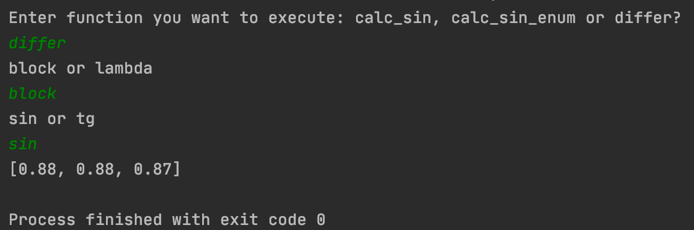 Enter function you want to execute: calc_sin, calc_sin_enum or differ?
differ
block or lambda
block
sin or tg
sin
[0.88, 0.88, 0.87]
Process finished with exit code 0